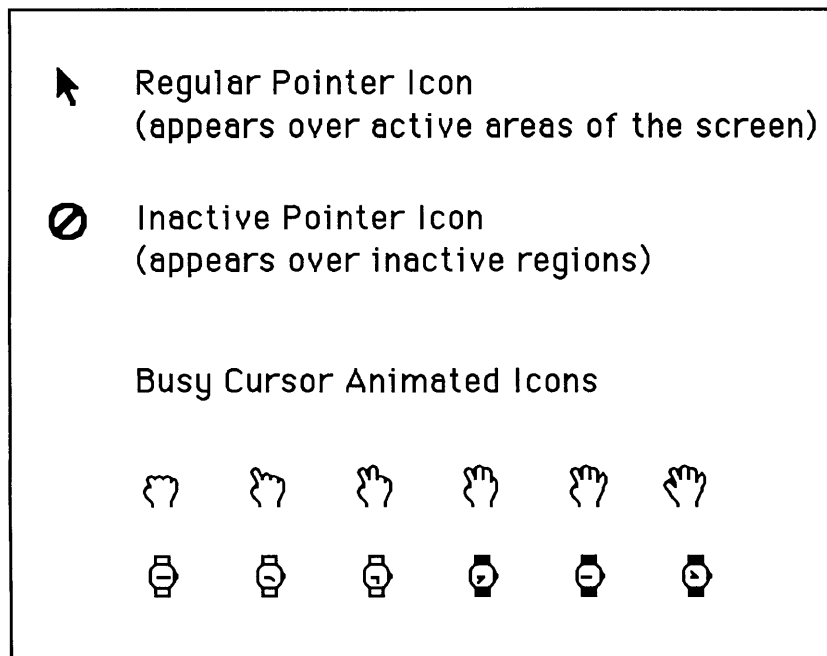 Regular Pointer Icon
(appears over active areas of the screen)
Inactive Pointer Icon
(appears over inactive regions)
Busy Cursor Animated Icons